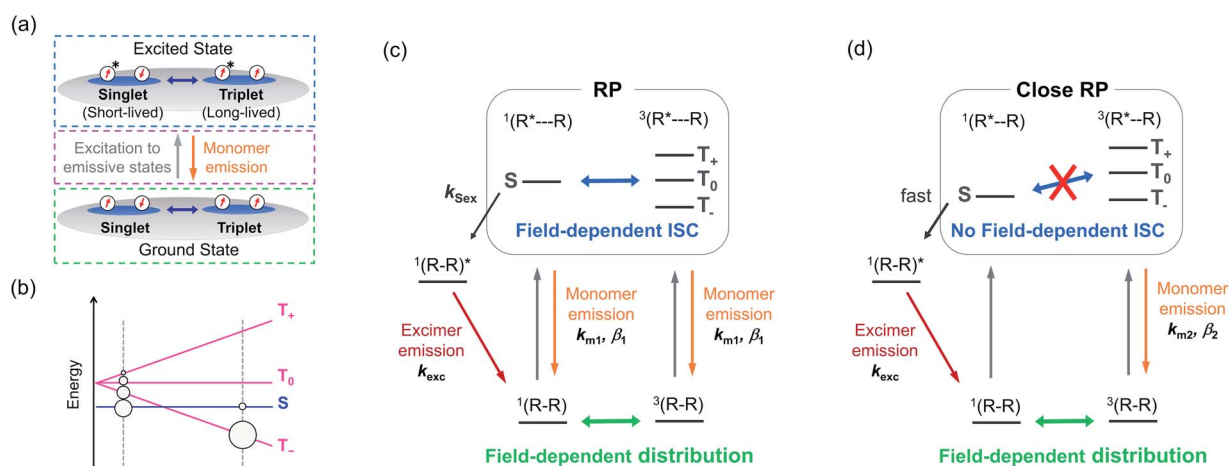 (a)
Excited State
*
*
Singlet
(Short-lived)
Triplet
(Long-lived)
Excitation to
emissive states
Monomer
emission
Singlet
Triplet
Ground State
(b)
Energy
T+
T0
S
T−
(c)
RP
1(R*---R)
3(R*---R)
T+
T0
T-
S
kSex
Field-dependent ISC
1(R-R)*
Monomer
emission
km1, β1
Monomer
emission
km1, β1
Excimer
emission
kexc
1(R-R)
3(R-R)
Field-dependent distribution
(d)
Close RP
1(R*--R)
3(R*--R)
T+
T0
T-
S
fast
No Field-dependent ISC
1(R-R)*
Monomer
emission
km2, β2
Excimer
emission
kexc
1(R-R)
3(R-R)
Field-dependent distribution